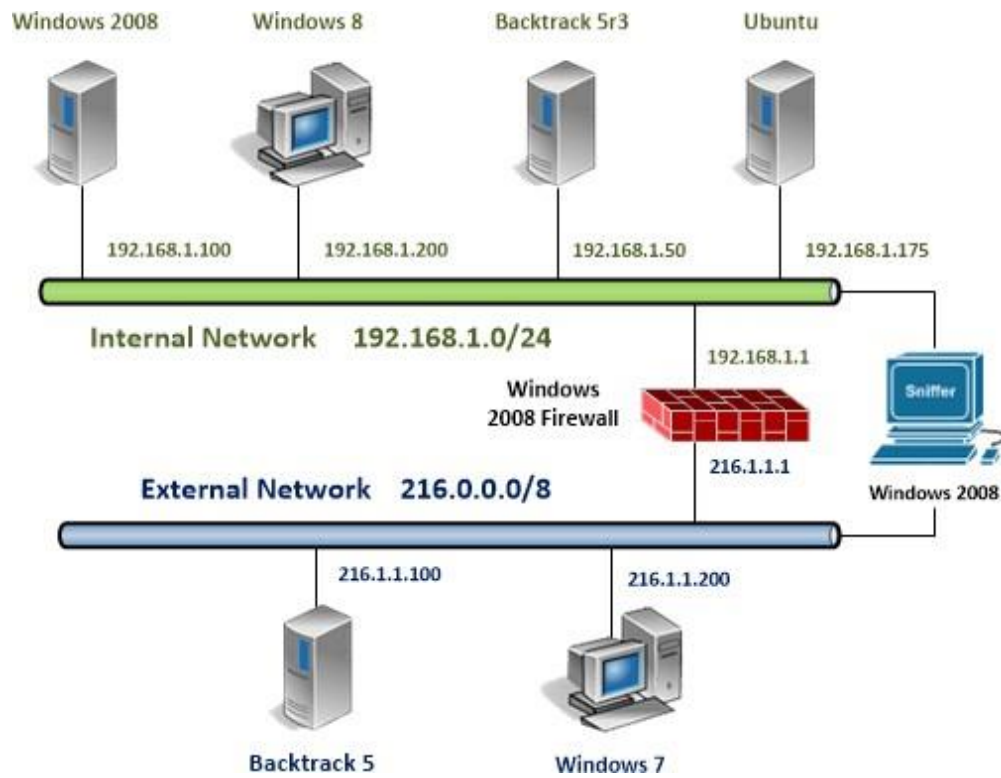 Windows 2008
Windows 8
Backtrack 5r3
Ubuntu
192.168.1.100
192.168.1.200
192.168.1.50
192.168.1.175
Internal Network 192.168.1.0/24
192.168.1.1
Windows
2008 Firewall
Sniffer
216.1.1.1
Windows 2008
External Network 216.0.0.0/8
216.1.1.100
216.1.1.200
Backtrack 5
Windows 7